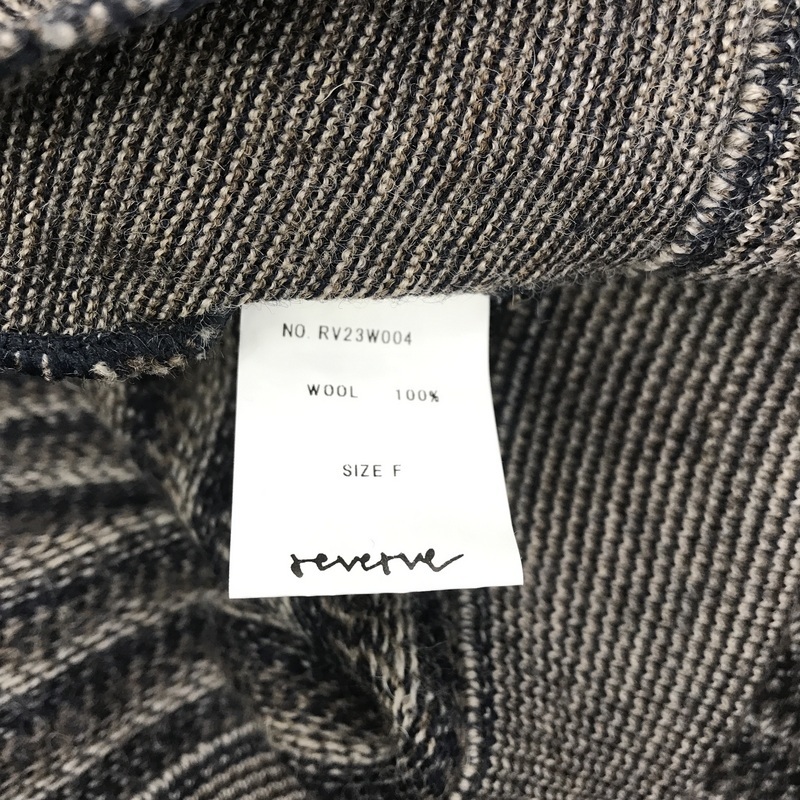 NO. RV23W004
WOOL 100%
SIZE F
reverve